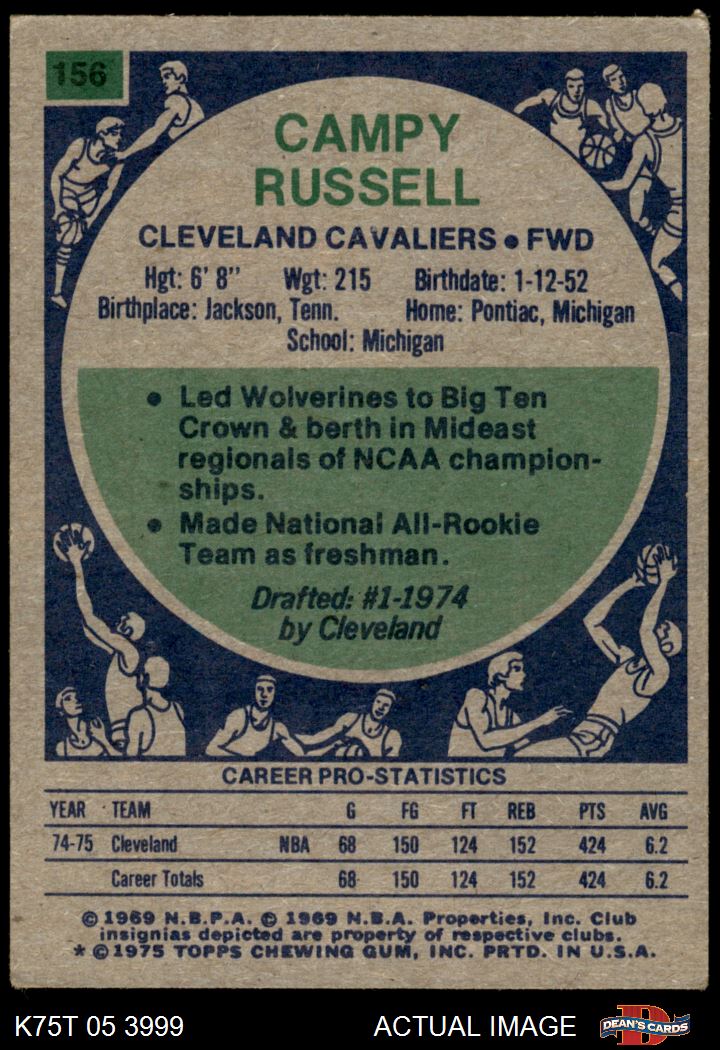 156
CAMPY
RUSSELL
CLEVELAND CAVALIERS • FWD
Hgt: 6' 8" Wgt: 215 Birthdate: 1-12-52
Birthplace: Jackson, Tenn. Home: Pontiac, Michigan
School: Michigan
• Led Wolverines to Big Ten
Crown & berth in Mideast
regionals of NCAA champion-
ships.
• Made National All-Rookie
Team as freshman.
Drafted: #1-1974
by Cleveland
CAREER PRO-STATISTICS
YEAR TEAM G FG FT REB PTS AVG
74-75 Cleveland NBA 68 150 124 152 424 6.2
Career Totals 68 150 124 152 424 6.2
© 1969 N.B.P.A. © 1969 N.B.A. Properties, Inc. Club
insignias depicted are property of respective clubs.
* © 1975 TOPPS CHEWING GUM, INC. PRTD. IN U.S.A.
K75T 05 3999 ACTUAL IMAGE D DEAN'S CARDS